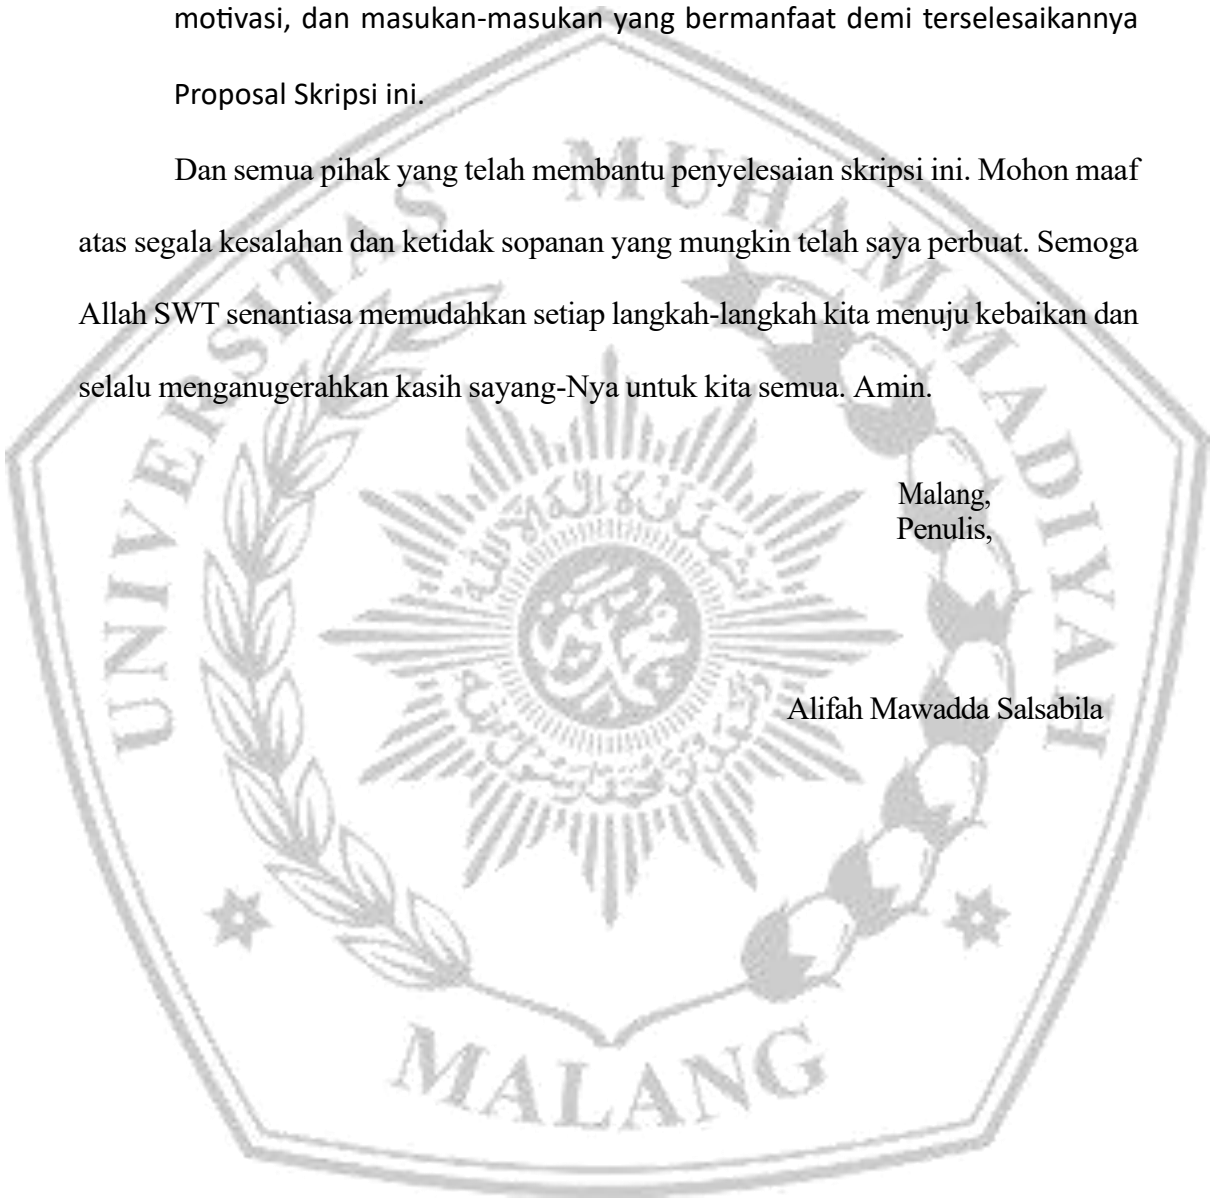 motivasi, dan masukan-masukan yang bermanfaat demi terselesaikannya
Proposal Skripsi ini.
Dan semua pihak yang telah membantu penyelesaian skripsi ini. Mohon maaf
atas segala kesalahan dan ketidak sopanan yang mungkin telah saya perbuat. Semoga
Allah SWT senantiasa memudahkan setiap langkah-langkah kita menuju kebaikan dan
selalu menganugerahkan kasih sayang-Nya untuk kita semua. Amin.
Malang,
Penulis,
Alifah Mawadda Salsabila
UNIVERSITAS MUHAMMADIYAH
MALANG